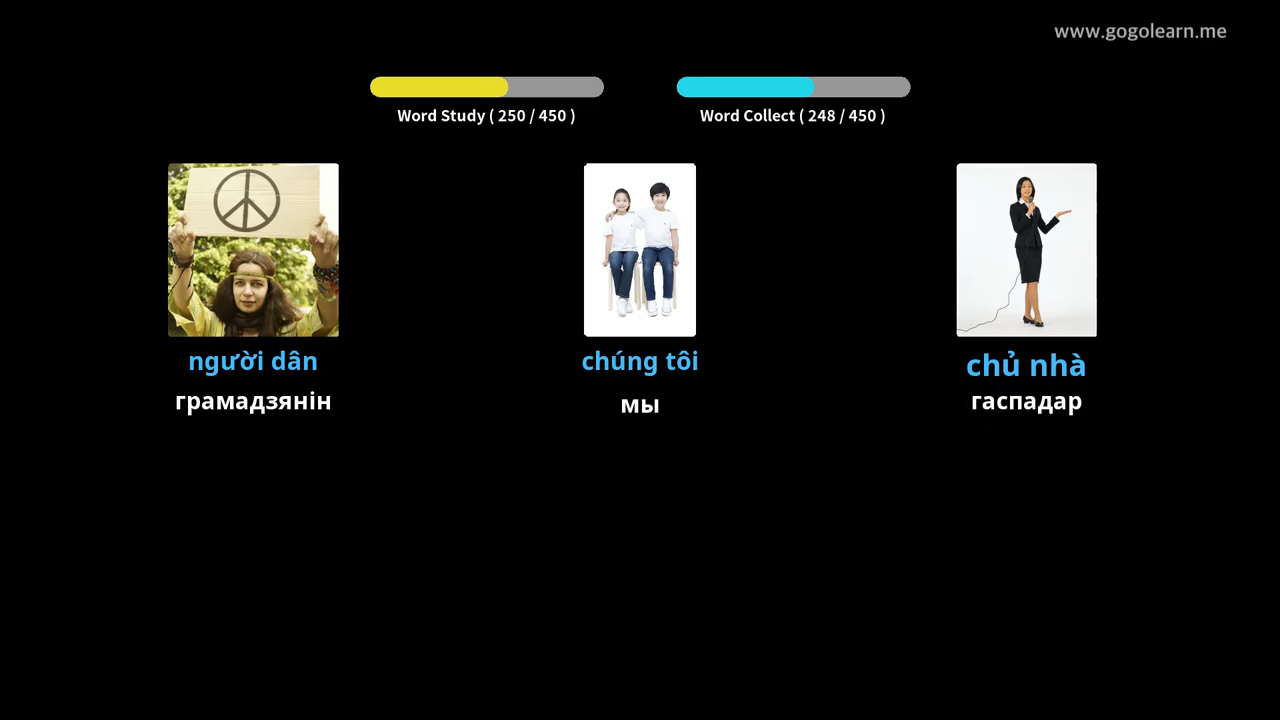 www.gogolearn.me
Word Study ( 250 / 450 )
Word Collect ( 248 / 450 )
người dân
chúng tôi
chủ nhà
грамадзянін
мы
гаспадар